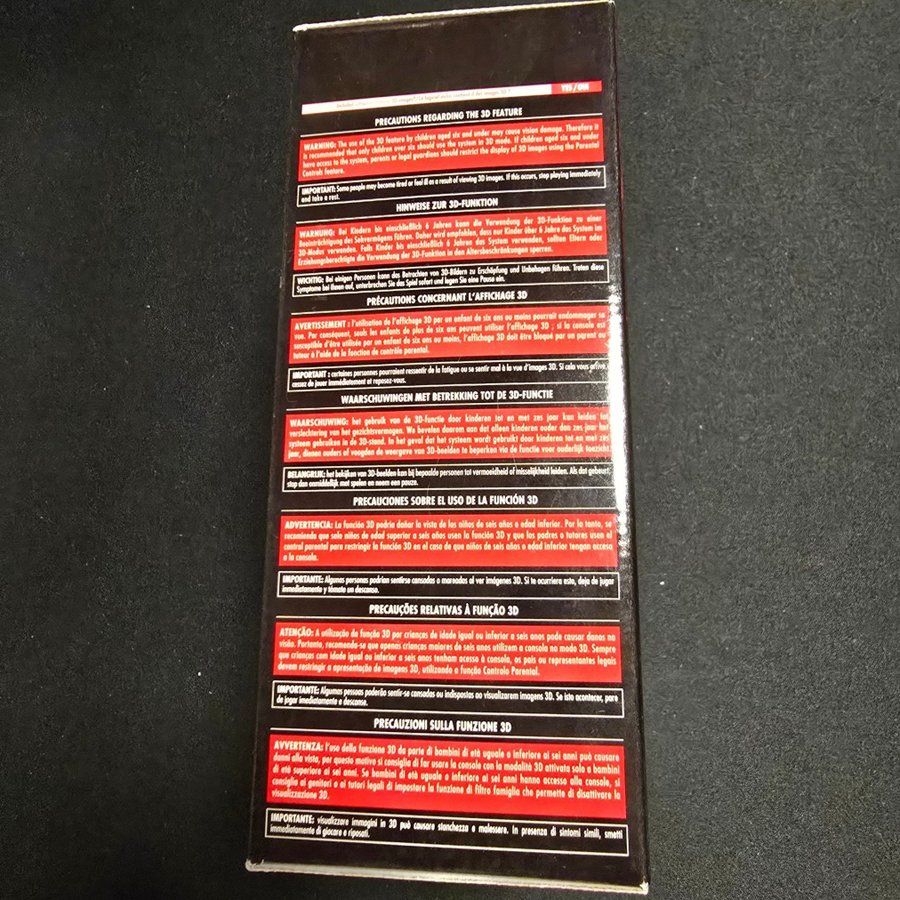 YES / OUI
PRECAUTIONS REGARDING THE 3D FEATURE
WARNING: The use of the 3D feature by children aged six and under may cause vision damage. Therefore it
is recommended that only children over six should use the system in 3D mode. If children aged six and under
have access to the system, parents or legal guardians should restrict the display of 3D images using the Parental
Controls feature.
IMPORTANT: Some people may become tired or feel ill as a result of viewing 3D images. If this occurs, stop playing immediately
and take a rest.
HINWEISE ZUR 3D-FUNKTION
WARNUNG: Bei Kindern bis einschließlich 6 Jahren kann die Verwendung der 3D-Funktion zu einer
Beeinträchtigung des Sehvermögens führen. Daher wird empfohlen, dass nur Kinder über 6 Jahre das System im
3D-Modus verwenden. Falls Kinder bis einschließlich 6 Jahren das System verwenden, sollten Eltern oder
Erziehungsberechtigte die Verwendung der 3D-Funktion in den Altersbeschränkungen sperren.
WICHTIG: Bei einigen Personen kann das Betrachten von 3D-Bildern zu Erschöpfung und Unbehagen führen. Treten diese
Symptome bei Ihnen auf, unterbrechen Sie das Spiel sofort und legen Sie eine Pause ein.
PRÉCAUTIONS CONCERNANT L'AFFICHAGE 3D
AVERTISSEMENT : l'utilisation de l'affichage 3D par un enfant de six ans ou moins pourrait endommager sa
vue. Par conséquent, seuls les enfants de plus de six ans peuvent utiliser l'affichage 3D ; si la console est
susceptible d'être utilisée par un enfant de six ans ou moins, l'affichage 3D doit être bloqué par un parent ou
tuteur à l'aide de la fonction de contrôle parental.
IMPORTANT : certaines personnes pourraient ressentir de la fatigue ou se sentir mal à la vue d'images 3D. Si cela vous arrive,
cessez de jouer immédiatement et reposez-vous.
WAARSCHUWINGEN MET BETREKKING TOT DE 3D-FUNCTIE
WAARSCHUWING: het gebruik van de 3D-functie door kinderen tot en met zes jaar kan leiden tot
verslechtering van het gezichtsvermogen. We bevelen daarom aan dat alleen kinderen ouder dan zes jaar het
systeem gebruiken in de 3D-stand. In het geval dat het systeem wordt gebruikt door kinderen tot en met zes
jaar, dienen ouders of voogden de weergave van 3D-beelden te beperken via de functie voor ouderlijk toezicht.
BELANGRIJK: het bekijken van 3D-beelden kan bij bepaalde personen tot vermoeidheid of misselijkheid leiden. Als dat gebeurt,
stop dan onmiddellijk met spelen en neem een pauze.
PRECAUCIONES SOBRE EL USO DE LA FUNCIÓN 3D
ADVERTENCIA: La función 3D podría dañar la vista de los niños de seis años o edad inferior. Por lo tanto, se
recomienda que solo niños de edad superior a seis años usen la función 3D y que los padres o tutores usen el
control parental para restringir la función 3D en el caso de que niños de seis años o edad inferior tengan acceso
a la consola.
IMPORTANTE: Algunas personas podrían sentirse cansadas o mareadas al ver imágenes 3D. Si te ocurriera esto, deja de jugar
inmediatamente y tómate un descanso.
PRECAUÇÕES RELATIVAS À FUNÇÃO 3D
ATENÇÃO: A utilização da função 3D por crianças de idade igual ou inferior a seis anos pode causar danos na
visão. Portanto, recomenda-se que apenas crianças maiores de seis anos utilizem a consola no modo 3D. Sempre
que crianças com idade igual ou inferior a seis anos tenham acesso à consola, os pais ou representantes legais
devem restringir a apresentação de imagens 3D, utilizando a função Controlo Parental.
IMPORTANTE: Algumas pessoas poderão sentir-se cansadas ou indispostas ao visualizarem imagens 3D. Se isto acontecer, pare
de jogar imediatamente e descanse.
PRECAUZIONI SULLA FUNZIONE 3D
AVVERTENZA: l'uso della funzione 3D da parte di bambini di età uguale o inferiore ai sei anni può causare
danni alla vista, per questo motivo si consiglia di far usare la console con la modalità 3D attivata solo a bambini
di età superiore ai sei anni. Se bambini di età uguale o inferiore ai sei anni hanno accesso alla console, si
consiglia ai genitori o ai tutori legali di impostare la funzione di filtro famiglia che permette di disattivare la
visualizzazione 3D.
IMPORTANTE: visualizzare immagini in 3D può causare stanchezza e malessere. In presenza di sintomi simili, smetti
immediatamente di giocare e riposati.